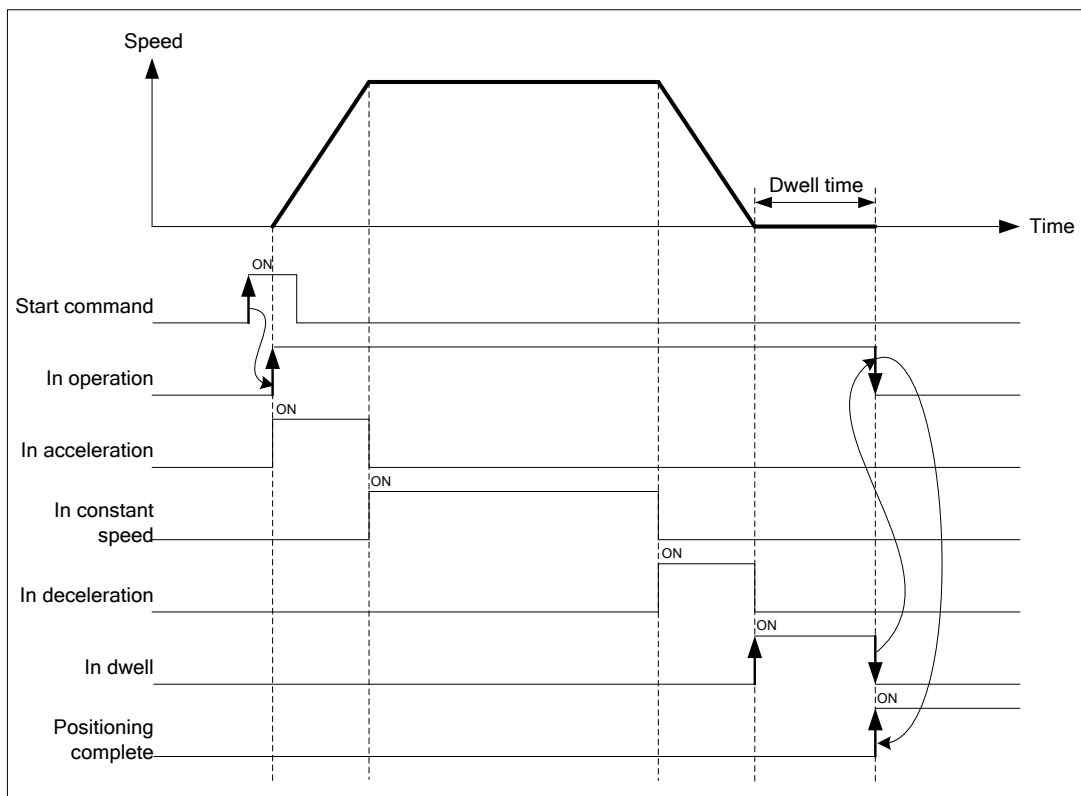 Speed
Dwell time
Time
ON
Start command
In operation
ON
In acceleration
ON
In constant
speed
ON
In deceleration
ON
In dwell
ON
Positioning
complete